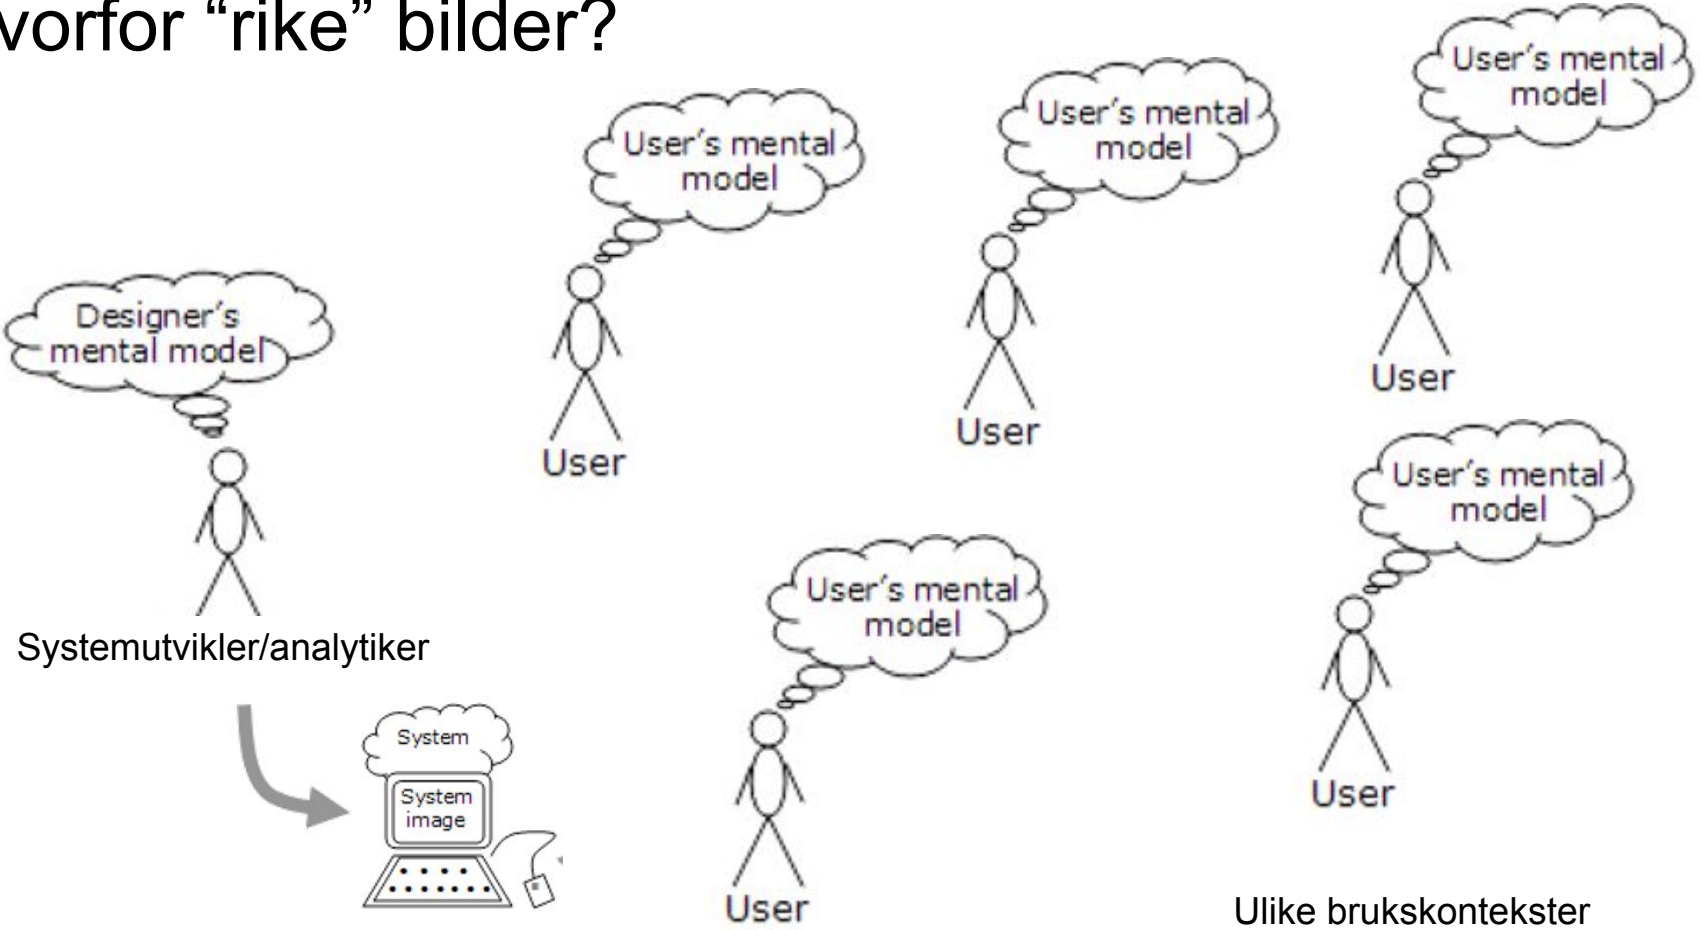 vorfor “rike” bilder?
User's mental
model
User
User's mental
model
User
User's mental
model
User
Designer's
mental model
Systemutvikler/analytiker
System
System
image
User's mental
model
User
User's mental
model
User
Ulike brukskontekster